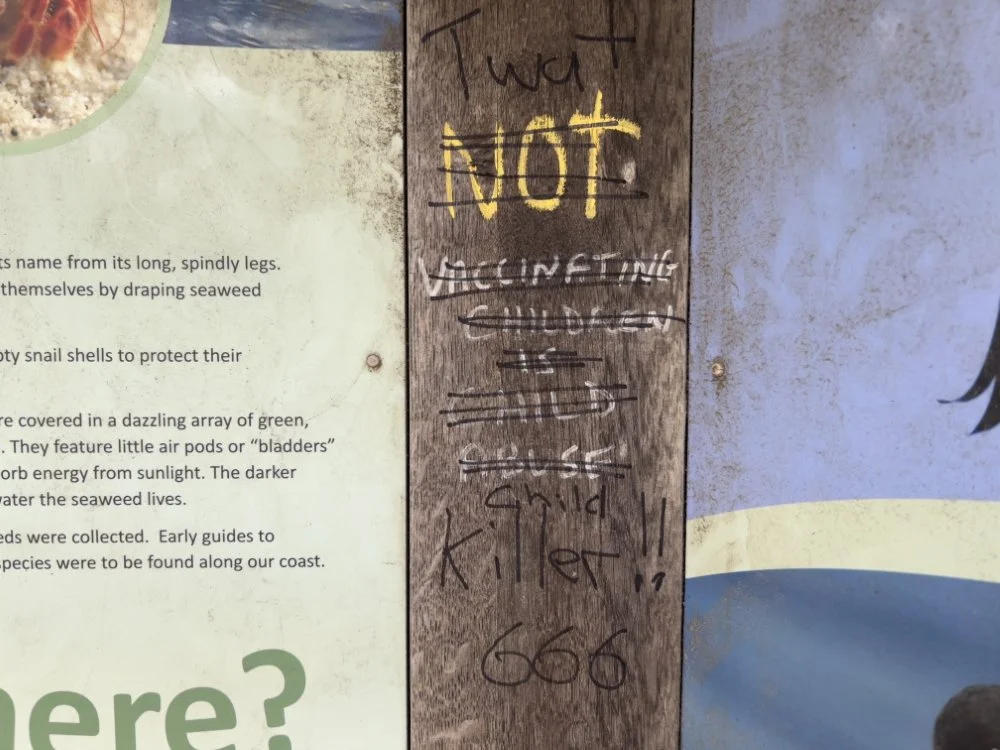 ts name from its long, spindly legs.
themselves by draping seaweed
pty snail shells to protect their
re covered in a dazzling array of green,
. They feature little air pods or “bladders”
orb energy from sunlight. The darker
water the seaweed lives.
eds were collected. Early guides to
species were to be found along our coast.
here?
Twat
NOT
VACCINATING
CHILDREN
IS
CHILD
ABUSE!
Child
Killer!!
666